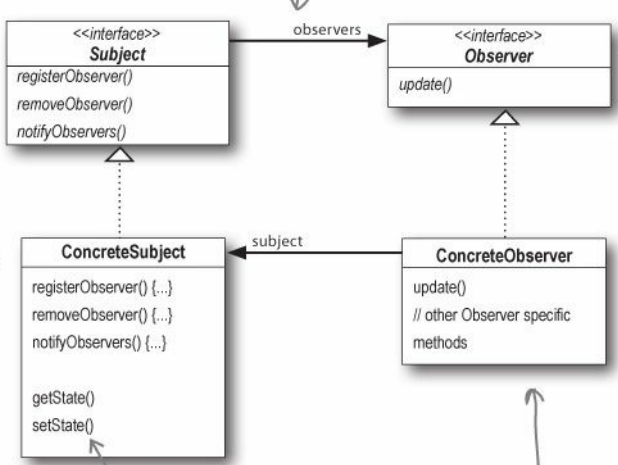 <<interface>>
Subject
registerObserver()
removeObserver()
notifyObservers()
observers
<<interface>>
Observer
update()
ConcreteSubject
registerObserver() {...}
removeObserver() {...}
notifyObservers() {...}
getState()
setState()
subject
ConcreteObserver
update()
// other Observer specific
methods